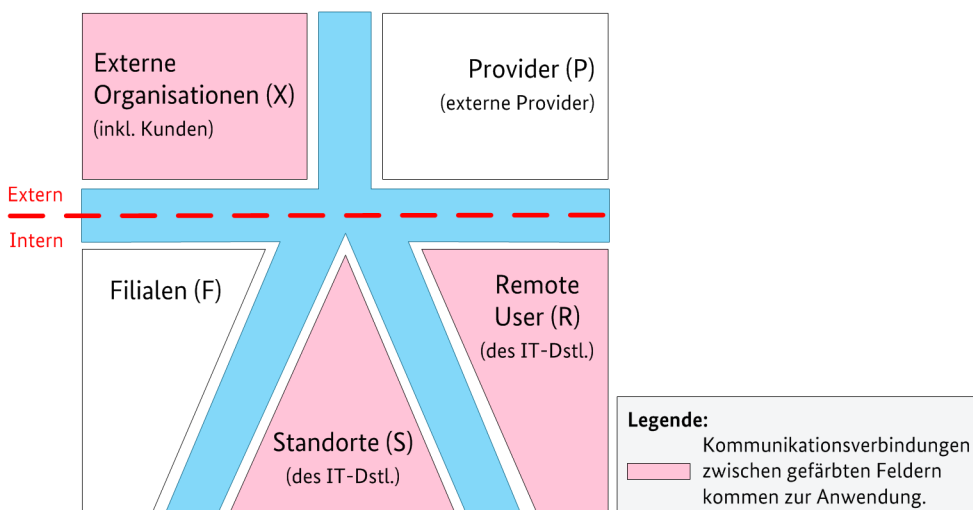 Externe
Organisationen (X)
(inkl. Kunden)
Provider (P)
(externe Provider)
Extern
Intern
Filialen (F)
Remote
User (R)
(des IT-Dstl.)
Standorte (S)
(des IT-Dstl.)
Legende:
Kommunikationsverbindungen
zwischen gefärbten Feldern
kommen zur Anwendung.